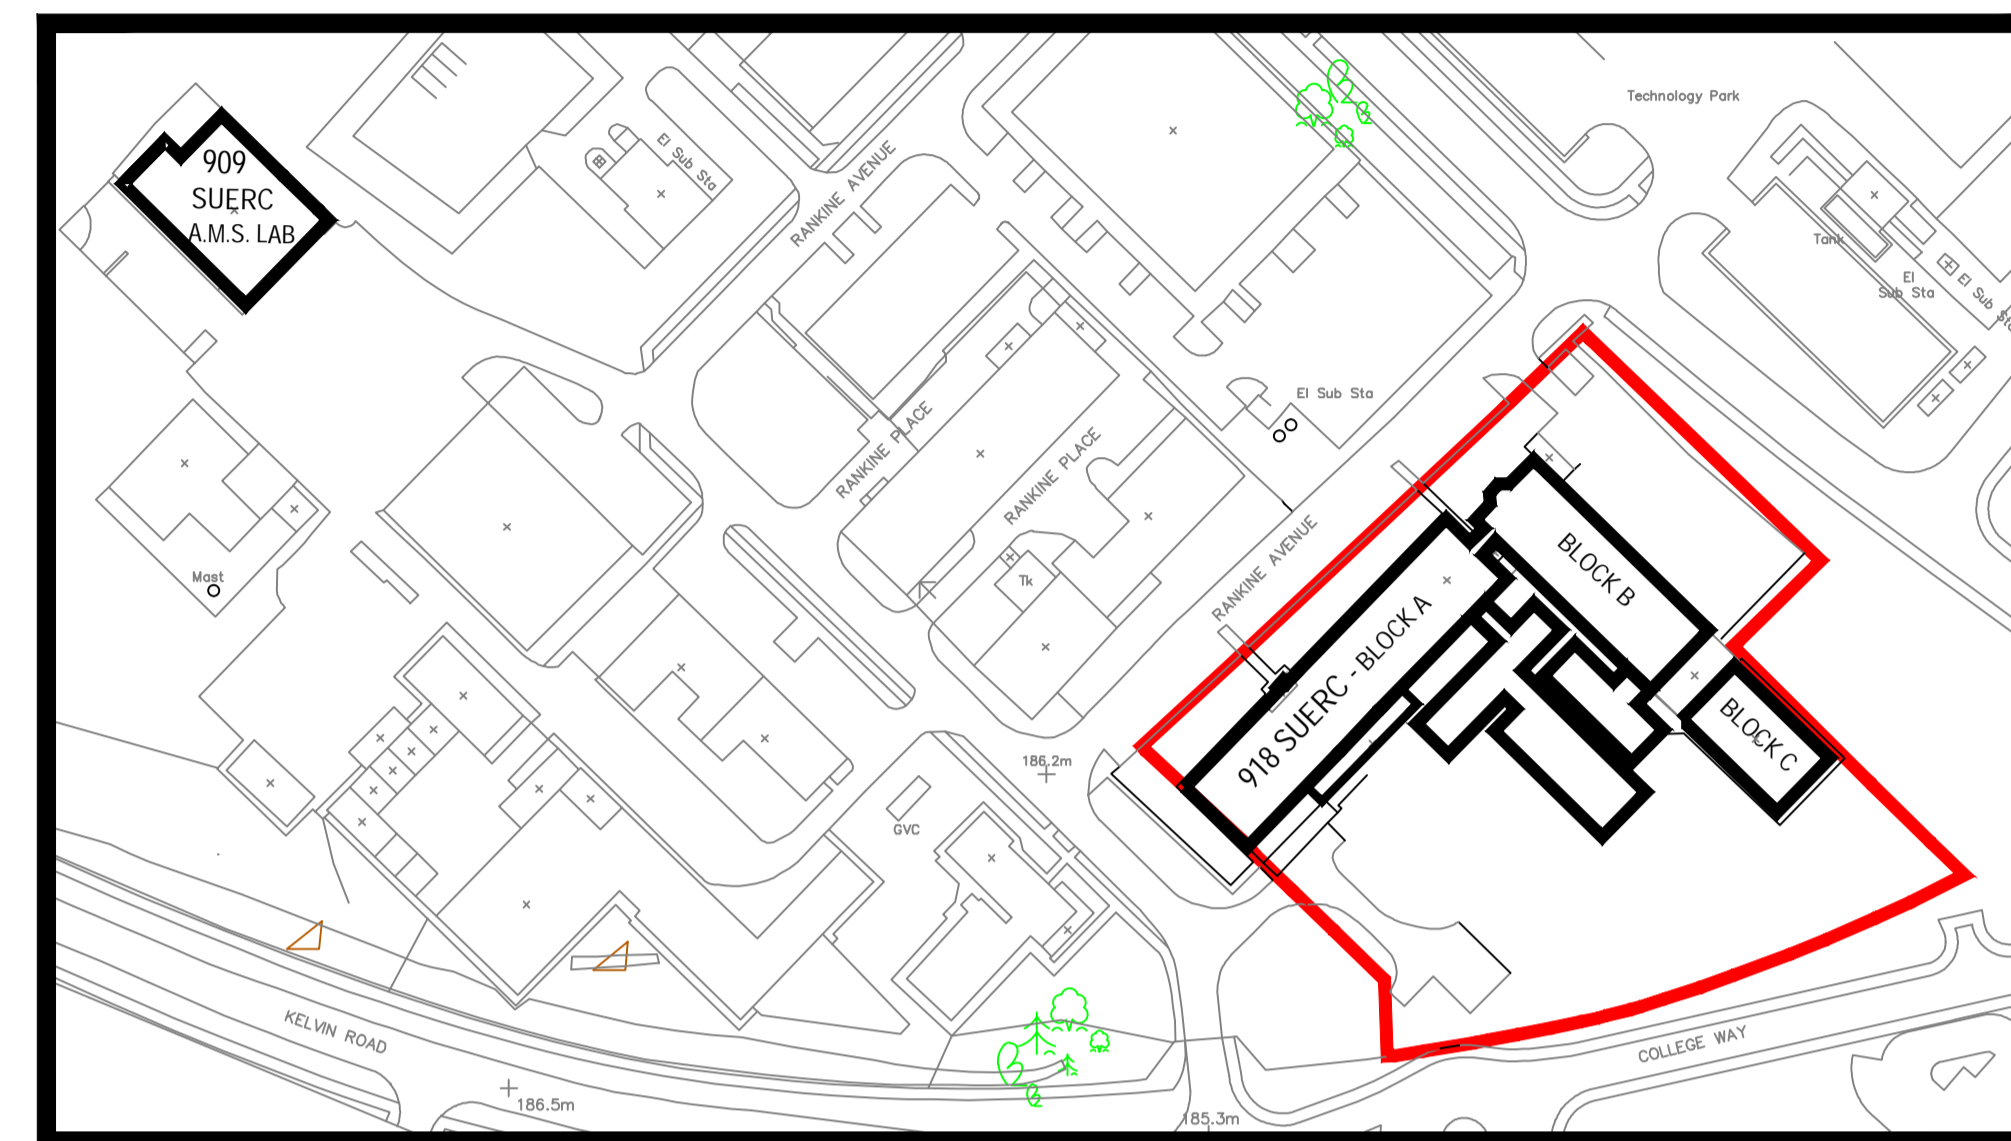 Technology Park
909
SUERC
A.M.S. LAB
El Sub Sta
RANKINE AVENUE
Tank
El
Sub Sta
El Sub Sta
El Sub Sta
RANKINE PLACE
RANKINE PLACE
RANKINE AVENUE
BLOCK B
Mast
Tk
918 SUERC - BLOCK A
BLOCK C
186.2m
GVC
KELVIN ROAD
COLLEGE WAY
186.5m
185.3m